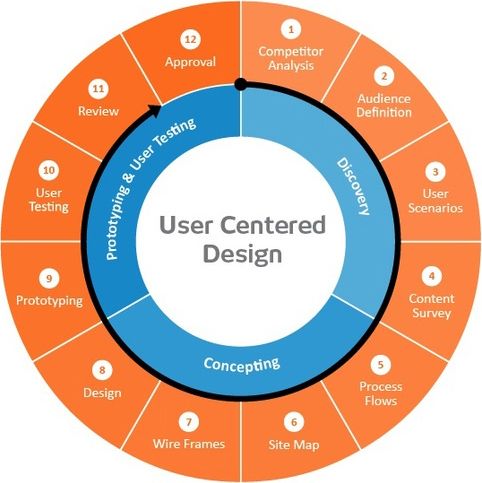 1
Competitor
Analysis
2
Audience
Definition
3
User
Scenarios
4
Content
Survey
5
Process
Flows
6
Site Map
7
Wire Frames
8
Design
9
Prototyping
10
User
Testing
11
Review
12
Approval
Discovery
Concepting
Prototyping & User Testing
User Centered
Design